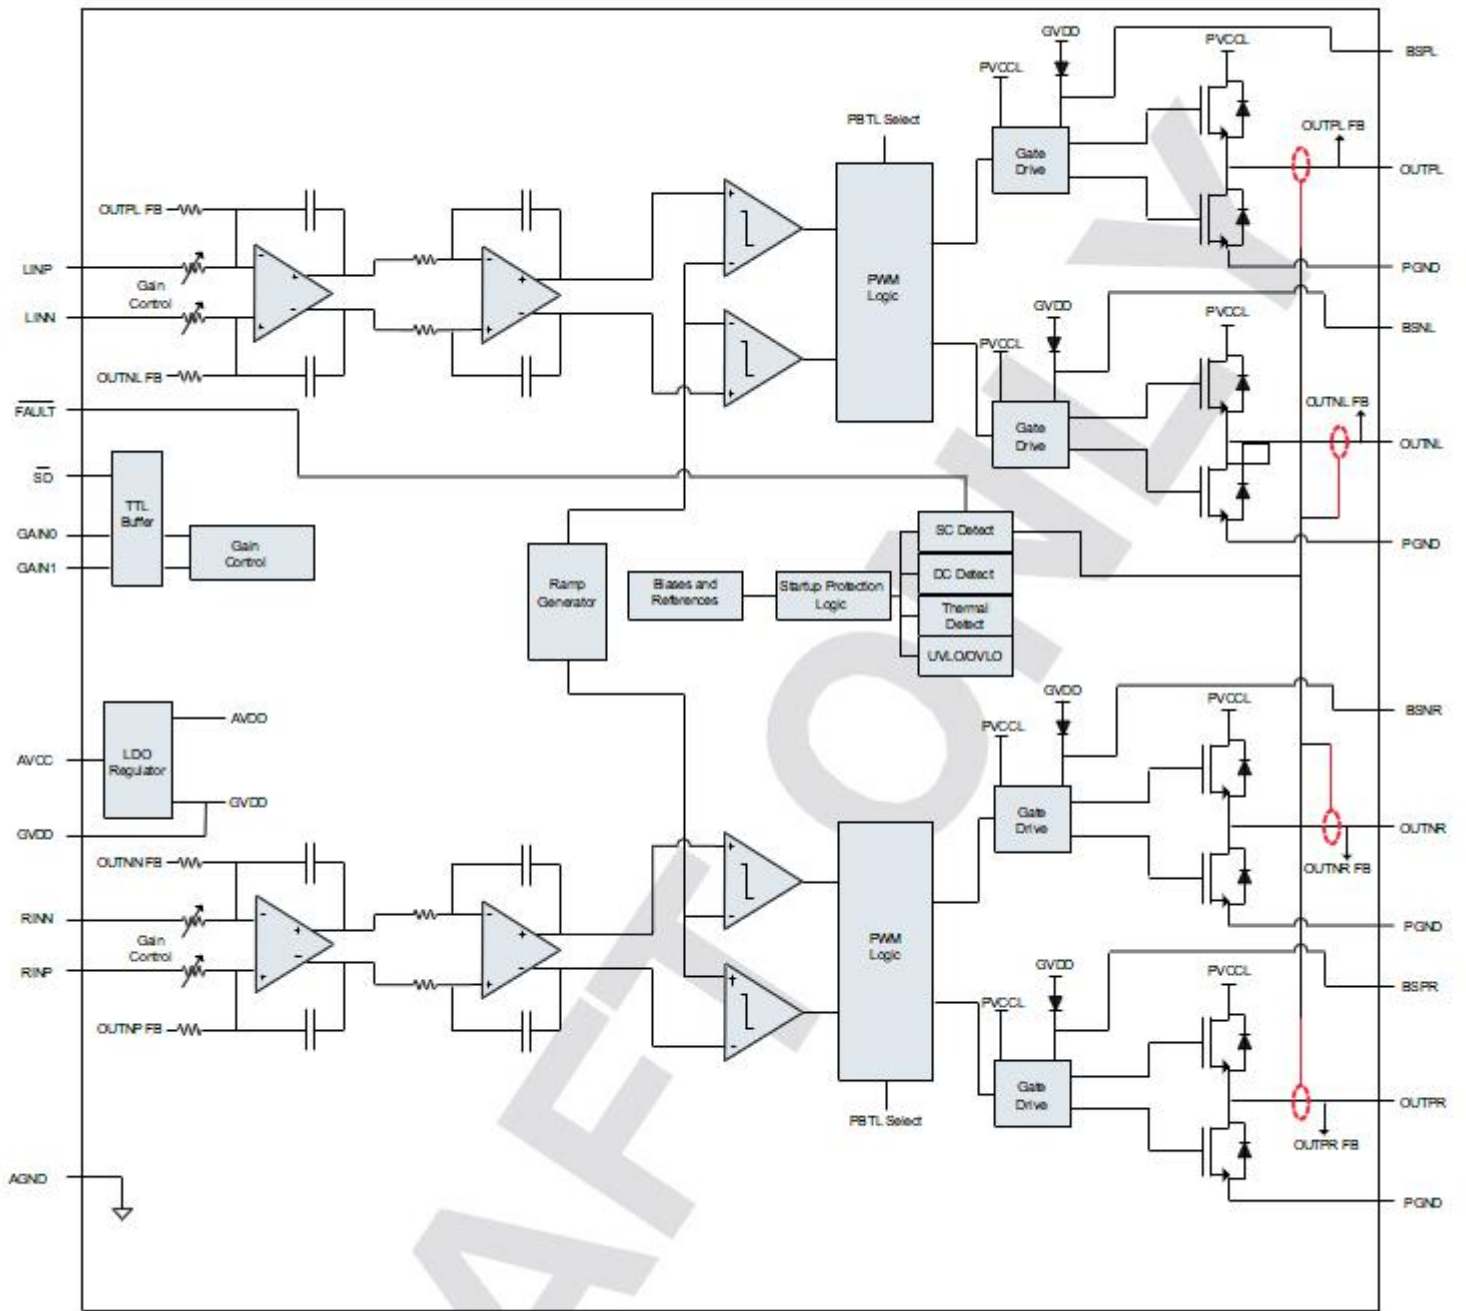 GVDD
BSPL
PVCCL
PVCCL
PBTL Select
OUTPL FB
Gate
Drive
OUTPL
OUTPL FB
LINP
Gain
Control
PWM
Logic
PGND
LINN
GVDD
PVCCL
BSNL
PVCCL
OUTNL FB
FAULT
OUTNL FB
Gate
Drive
OUTNL
SD
TTL
Buffer
GAIN0
GAIN1
Gain
Control
Ramp
Generator
Biases and
References
Startup Protection
Logic
SC Detect
DC Detect
Thermal
Detect
UVLO/OVLO
PGND
GVDD
PVCCL
BSNR
PVCCL
AVDD
AVCC
LDO
Regulator
GVDD
GVDD
Gate
Drive
OUTNR
OUTNR FB
OUTNN FB
RINN
Gain
Control
PWM
Logic
PGND
RINP
GVDD
PVCCL
BSPR
PVCCL
OUTNP FB
Gate
Drive
OUTPR
PBTL Select
OUTPR FB
AGND
PGND
AFT ONLY